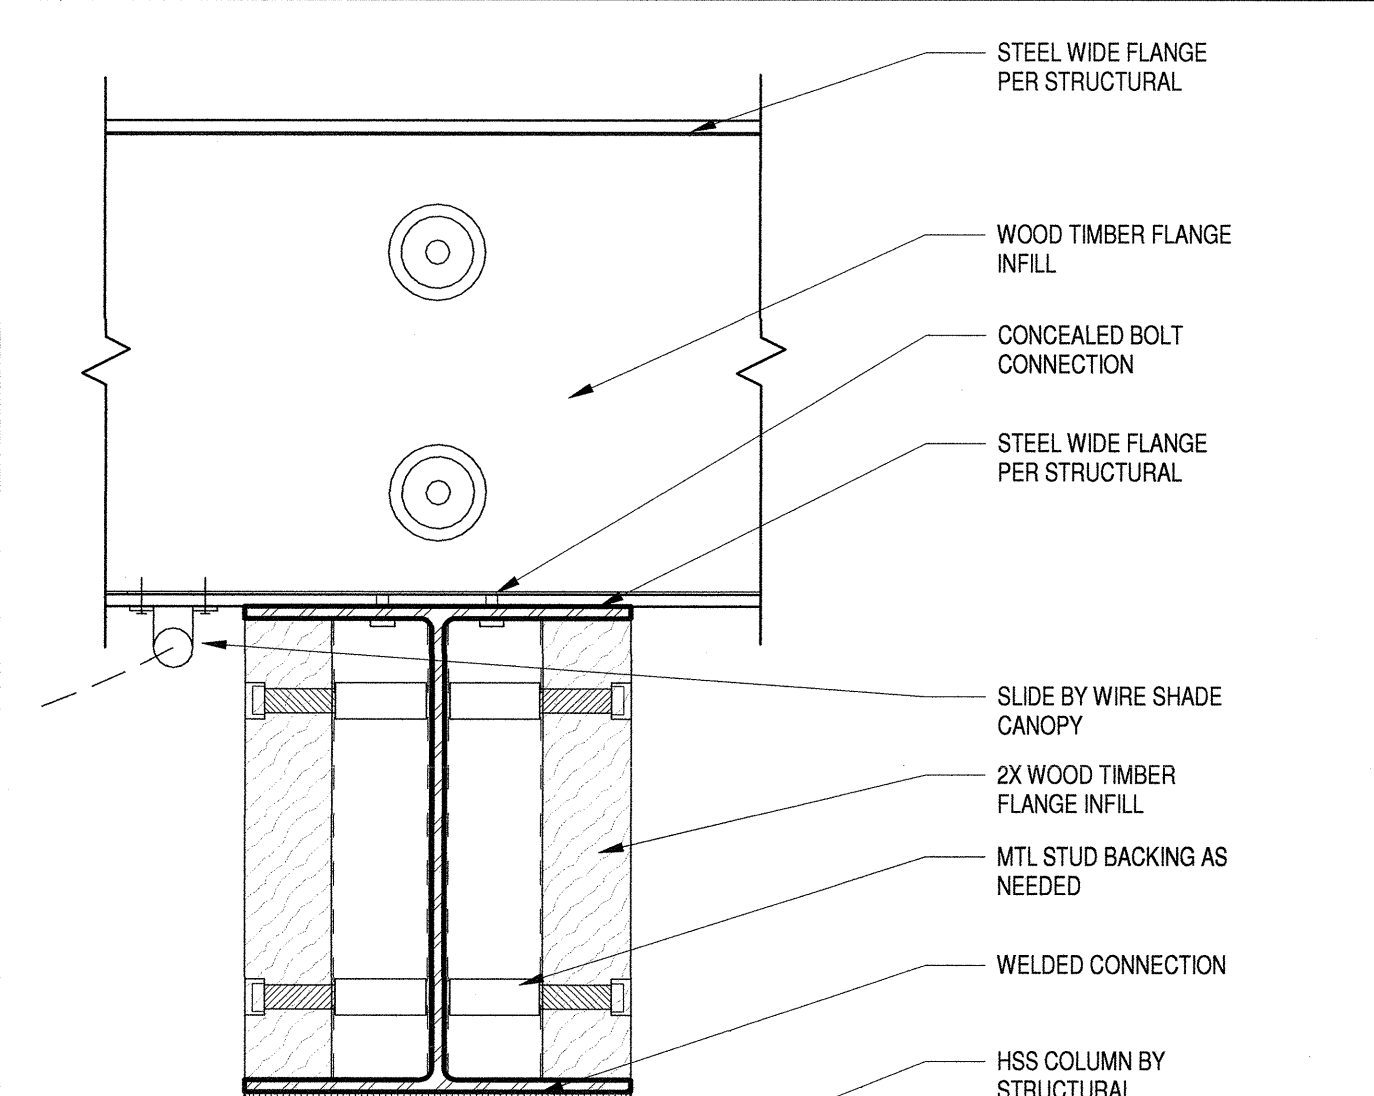 STEEL WIDE FLANGE
PER STRUCTURAL
WOOD TIMBER FLANGE
INFILL
CONCEALED BOLT
CONNECTION
STEEL WIDE FLANGE
PER STRUCTURAL
SLIDE BY WIRE SHADE
CANOPY
2X WOOD TIMBER
FLANGE INFILL
MTL STUD BACKING AS
NEEDED
WELDED CONNECTION
HSS COLUMN BY
STRUCTURAL